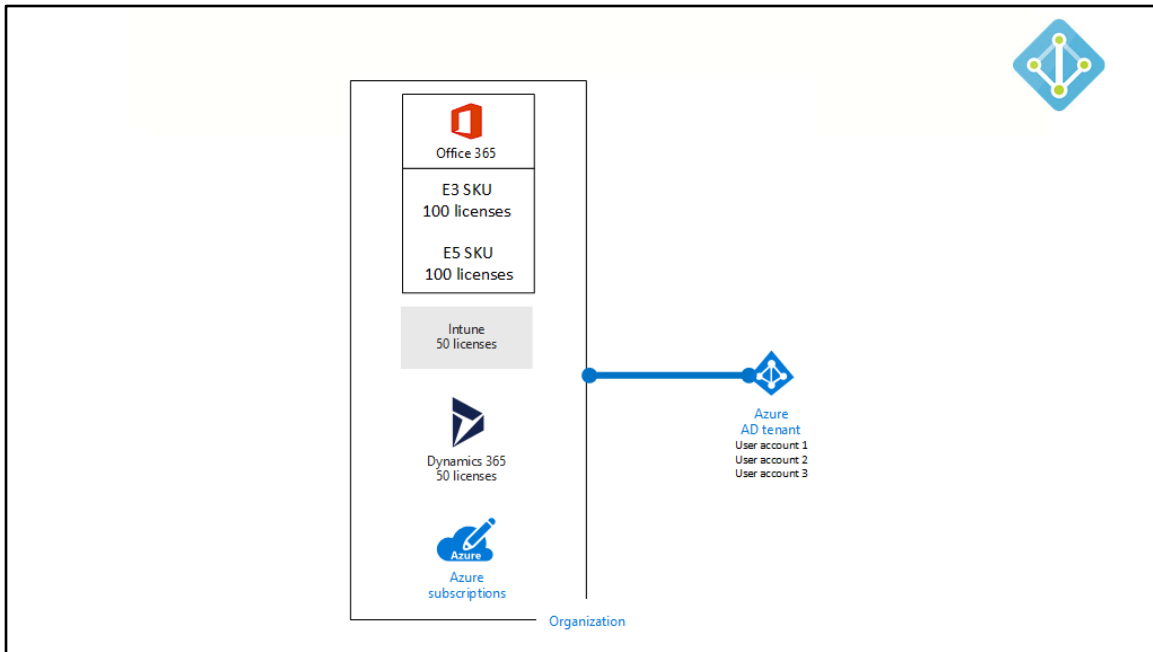 Office 365
E3 SKU
100 licenses
E5 SKU
100 licenses
Intune
50 licenses
Dynamics 365
50 licenses
Azure
Azure
subscriptions
Organization
Azure
AD tenant
User account 1
User account 2
User account 3